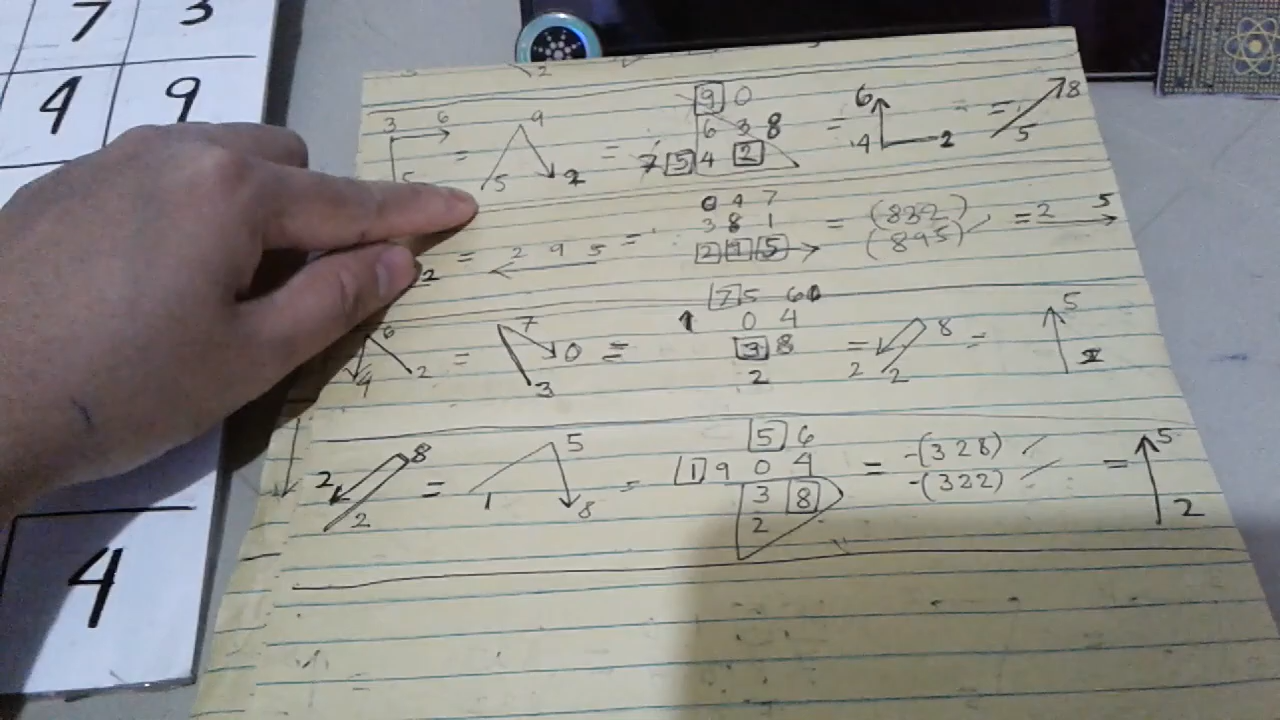 7 3
4 9
4
2
3 6 9 9 0
6 3 8 6 8
5 = 5 2 = 7 5 4 2 = 4 2 = 5
0 4 7
3 8 1 = (832) = 2 5
2 = 2 9 5 = 2 9 5 (895)
7 5 6 0
6 7 1 0 4 8 5
4 2 = 3 0 = 3 8 = 2 2 =
2
2 8 5 5 6 -(328) 5
2 = 1 8 = 1 9 0 4 = -(322) = 2
3 8
2